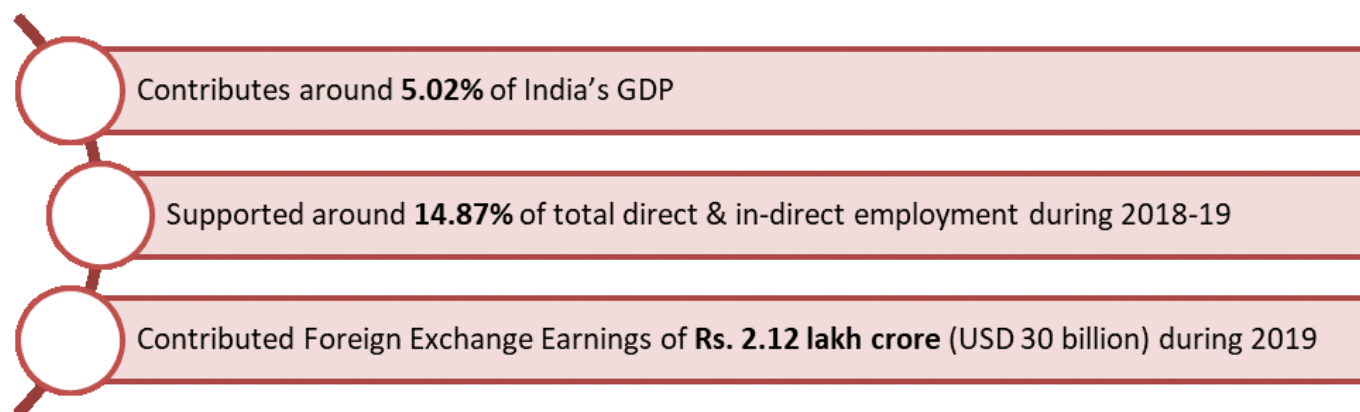 Contributes around 5.02% of India’s GDP
Supported around 14.87% of total direct & in-direct employment during 2018-19
Contributed Foreign Exchange Earnings of Rs. 2.12 lakh crore (USD 30 billion) during 2019